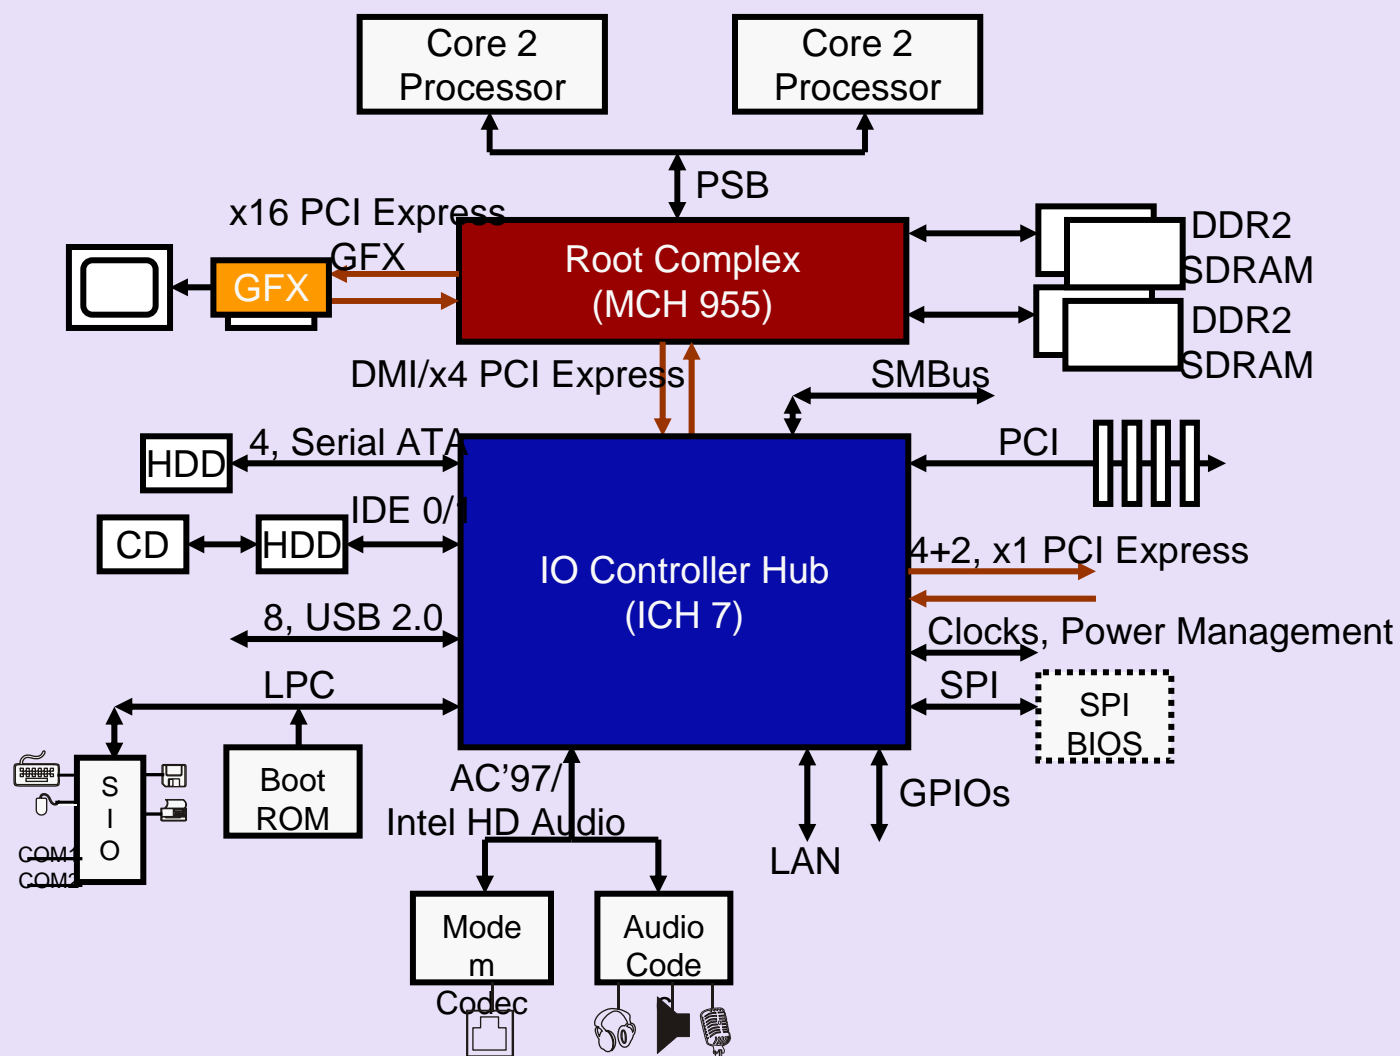 Core 2
Processor
Core 2
Processor
PSB
x16 PCI Express
GFX
GFX
Root Complex
(MCH 955)
DDR2
SDRAM
DDR2
SDRAM
DMI/x4 PCI Express
SMBus
HDD
4, Serial ATA
PCI
CD
HDD
IDE 0/1
IO Controller Hub
(ICH 7)
4+2, x1 PCI Express
8, USB 2.0
Clocks, Power Management
LPC
SPI
SPI
BIOS
S
I
O
COM1
COM2
Boot
ROM
AC’97/
Intel HD Audio
LAN
GPIOs
Mode
m
Codec
Audio
Code